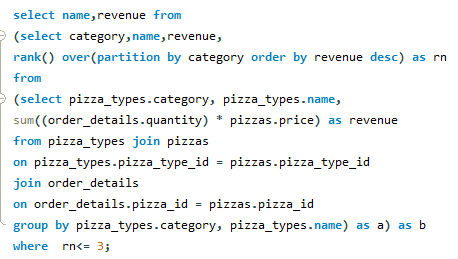 select name,revenue from
(select category,name,revenue,
rank() over(partition by category order by revenue desc) as rn
from
(select pizza_types.category, pizza_types.name,
sum((order_details.quantity) * pizzas.price) as revenue
from pizza_types join pizzas
on pizza_types.pizza_type_id = pizzas.pizza_type_id
join order_details
on order_details.pizza_id = pizzas.pizza_id
group by pizza_types.category, pizza_types.name) as a) as b
where  rn<= 3;